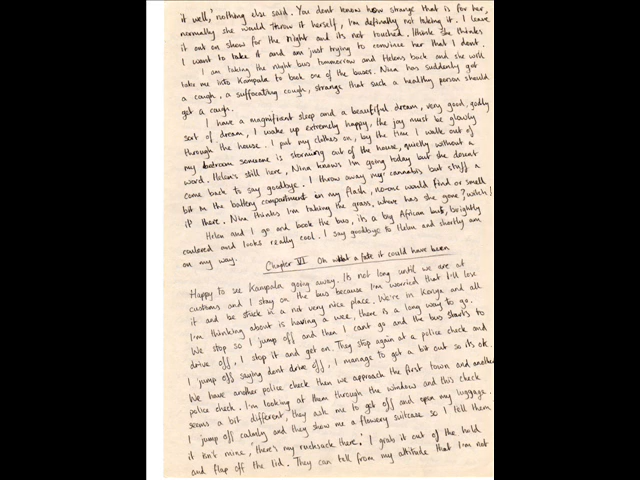 it well,' nothing else said. You dont know how strange that is for her,
normally she would throw it herself, I'm definatly not taking it. I leave
it out on show for the night and its not touched. I think she thinks
I want to take it and am just trying to convince her that I dont.
I am taking the night bus tummorow and Helens back and she will
take me into Kampala to book one of the buses. Nina has suddenly got
a cough, a suffocating cough, strange that such a healthy person should
get a cough.
I have a magnifient sleep and a beautiful dream, very good, godly
sort of dream, I wake up extremely happy, the joy must be glowing
through the house. I put my clothes on, by the time I walk out of
my bedroom someone is storming out of the house, quietly without a
word. Helen's still here, Nina knows I'm going today but she dosent
come back to say goodbye. I throw away my cannabis but stuff a
bit in the battery compartment in my flash, no-one would find or smell
it there. Nina thinks I'm taking the grass, where has she gone? witch!
Helen and I go and book the bus, its a big African bus, brightly
couloured and looks really cool. I say goodbye to Helen and shortly am
on my way.
Chapter VI Oh what a fate it could have been
Happy to see Kampala going away. Its not long until we are at
customs and I stay on the bus because I'm worried that I'll lose
it and be stuck in a not very nice place. We're in Kenya and all
I'm thinking about is having a wee, there is a long way to go.
We stop so I jump off and then I cant go and the bus starts to
drive off, I stop it and get on. They stop again at a police check and
I jump off saying dont drive off, I manage to get a bit out so its ok.
We have another police check then we approach the first town and another
police check. I'm looking at them through the window and this check
seems a bit different, they ask me to get off and open my luggage.
I jump off calmly and they show me a flowery suitcase so I tell them
it isn't mine, 'there's my rucksack there.' I grab it out of the hold
and flap off the lid. They can tell from my attitude that I'm not